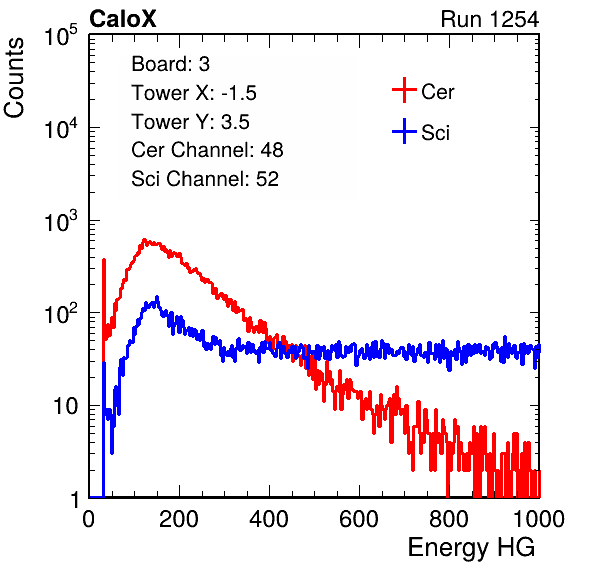 CaloX Run 1254
Counts
10^5
10^4
10^3
10^2
10
1
Board: 3
Tower X: -1.5
Tower Y: 3.5
Cer Channel: 48
Sci Channel: 52
Cer
Sci
0 200 400 600 800 1000
Energy HG